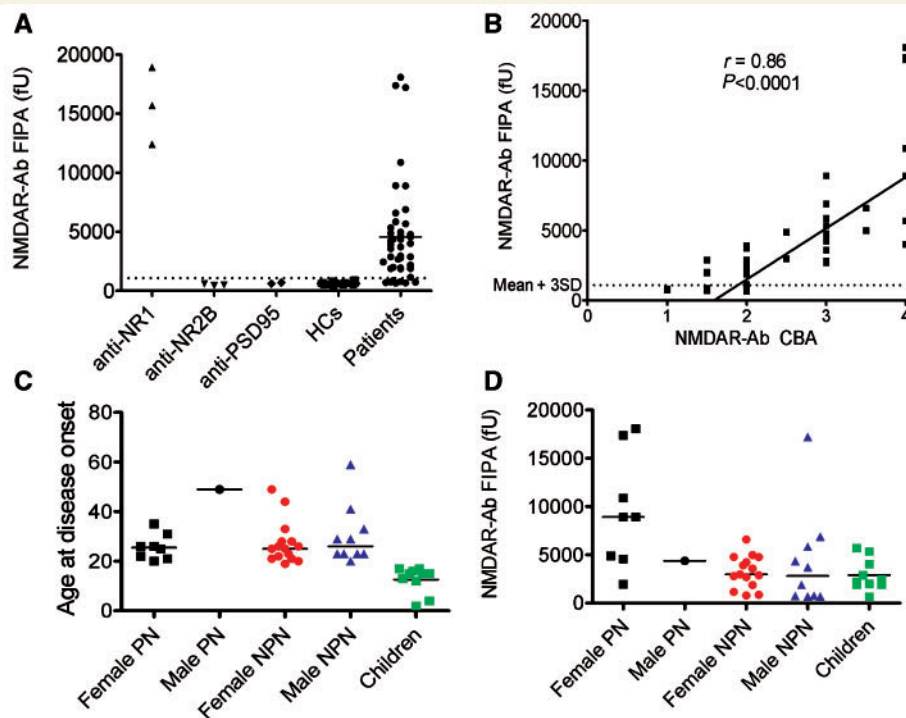 A
NMDAR-Ab FIPA (fU)
20000
15000
10000
5000
0
anti-NR1
anti-NR2B
anti-PSD95
HCs
Patients
B
NMDAR-Ab FIPA (fU)
20000
15000
10000
5000
Mean + 3SD
0
r = 0.86
P<0.0001
0
1
2
3
4
NMDAR-Ab CBA
C
Age at disease onset
80
60
40
20
0
Female PN
Male PN
Female NPN
Male NPN
Children
D
NMDAR-Ab FIPA (fU)
20000
15000
10000
5000
0
Female PN
Male PN
Female NPN
Male NPN
Children